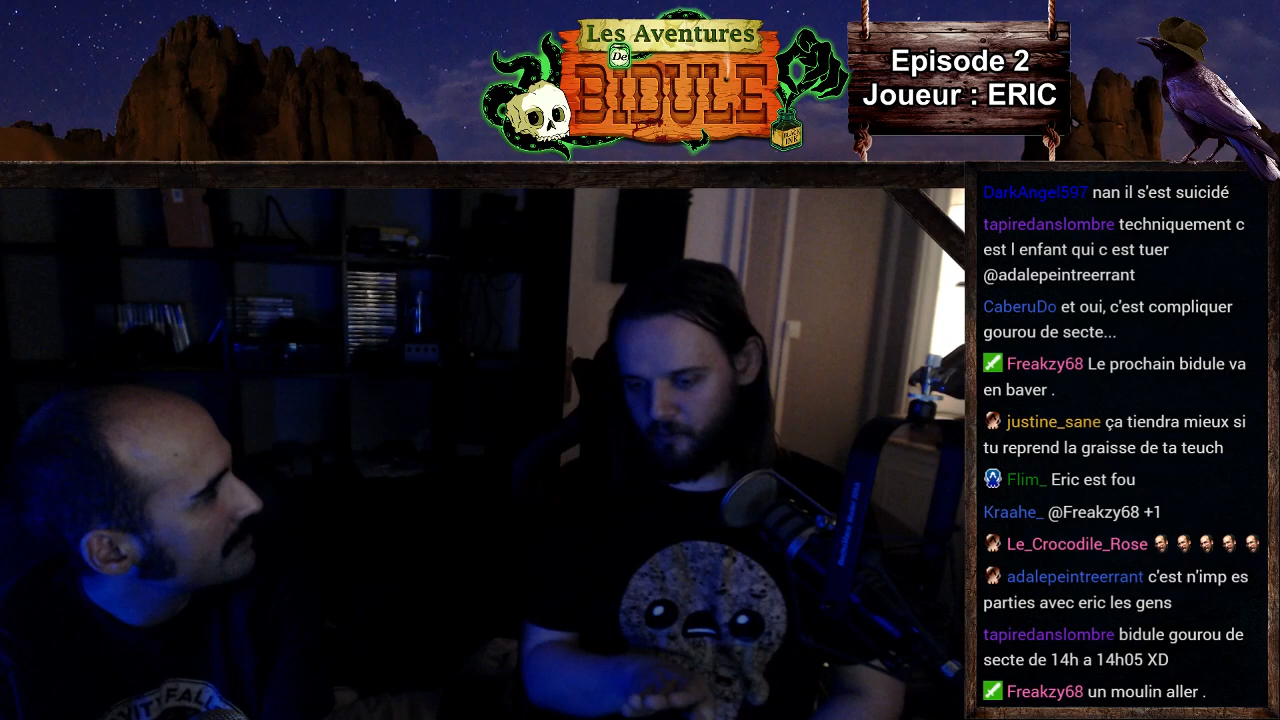 Les Aventures
De
BIDULE
BLACK
INK
Episode 2
Joueur : ERIC
DarkAngel597 nan il s'est suicidé
tapiredanslombre techniquement c
est l enfant qui c est tuer
@adalepeintreerrant
CaberuDo et oui, c'est compliquer
gourou de secte...
Freakzy68 Le prochain bidule va
en baver .
justine_sane ça tiendra mieux si
tu reprend la graisse de ta teuch
Flim_ Eric est fou
Kraahe_ @Freakzy68 +1
Le_Crocodile_Rose
adalepeintreerrant c'est n'imp es
parties avec eric les gens
tapiredanslombre bidule gourou de
secte de 14h a 14h05 XD
Freakzy68 un moulin aller .